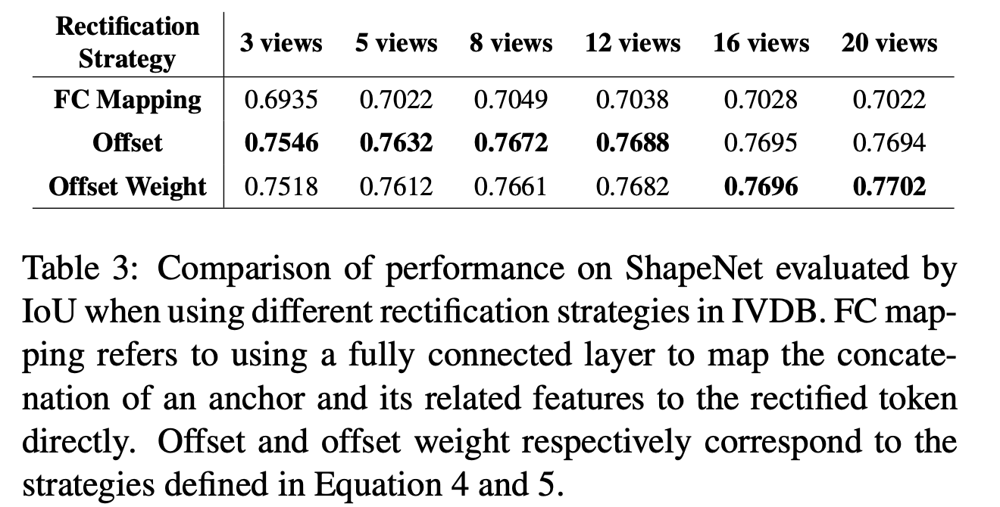 Rectification Strategy 3 views 5 views 8 views 12 views 16 views 20 views
FC Mapping 0.6935 0.7022 0.7049 0.7038 0.7028 0.7022
Offset 0.7546 0.7632 0.7672 0.7688 0.7695 0.7694
Offset Weight 0.7518 0.7612 0.7661 0.7682 0.7696 0.7702
Table 3: Comparison of performance on ShapeNet evaluated by
IoU when using different rectification strategies in IVDB. FC map-
ping refers to using a fully connected layer to map the concate-
nation of an anchor and its related features to the rectified token
directly. Offset and offset weight respectively correspond to the
strategies defined in Equation 4 and 5.